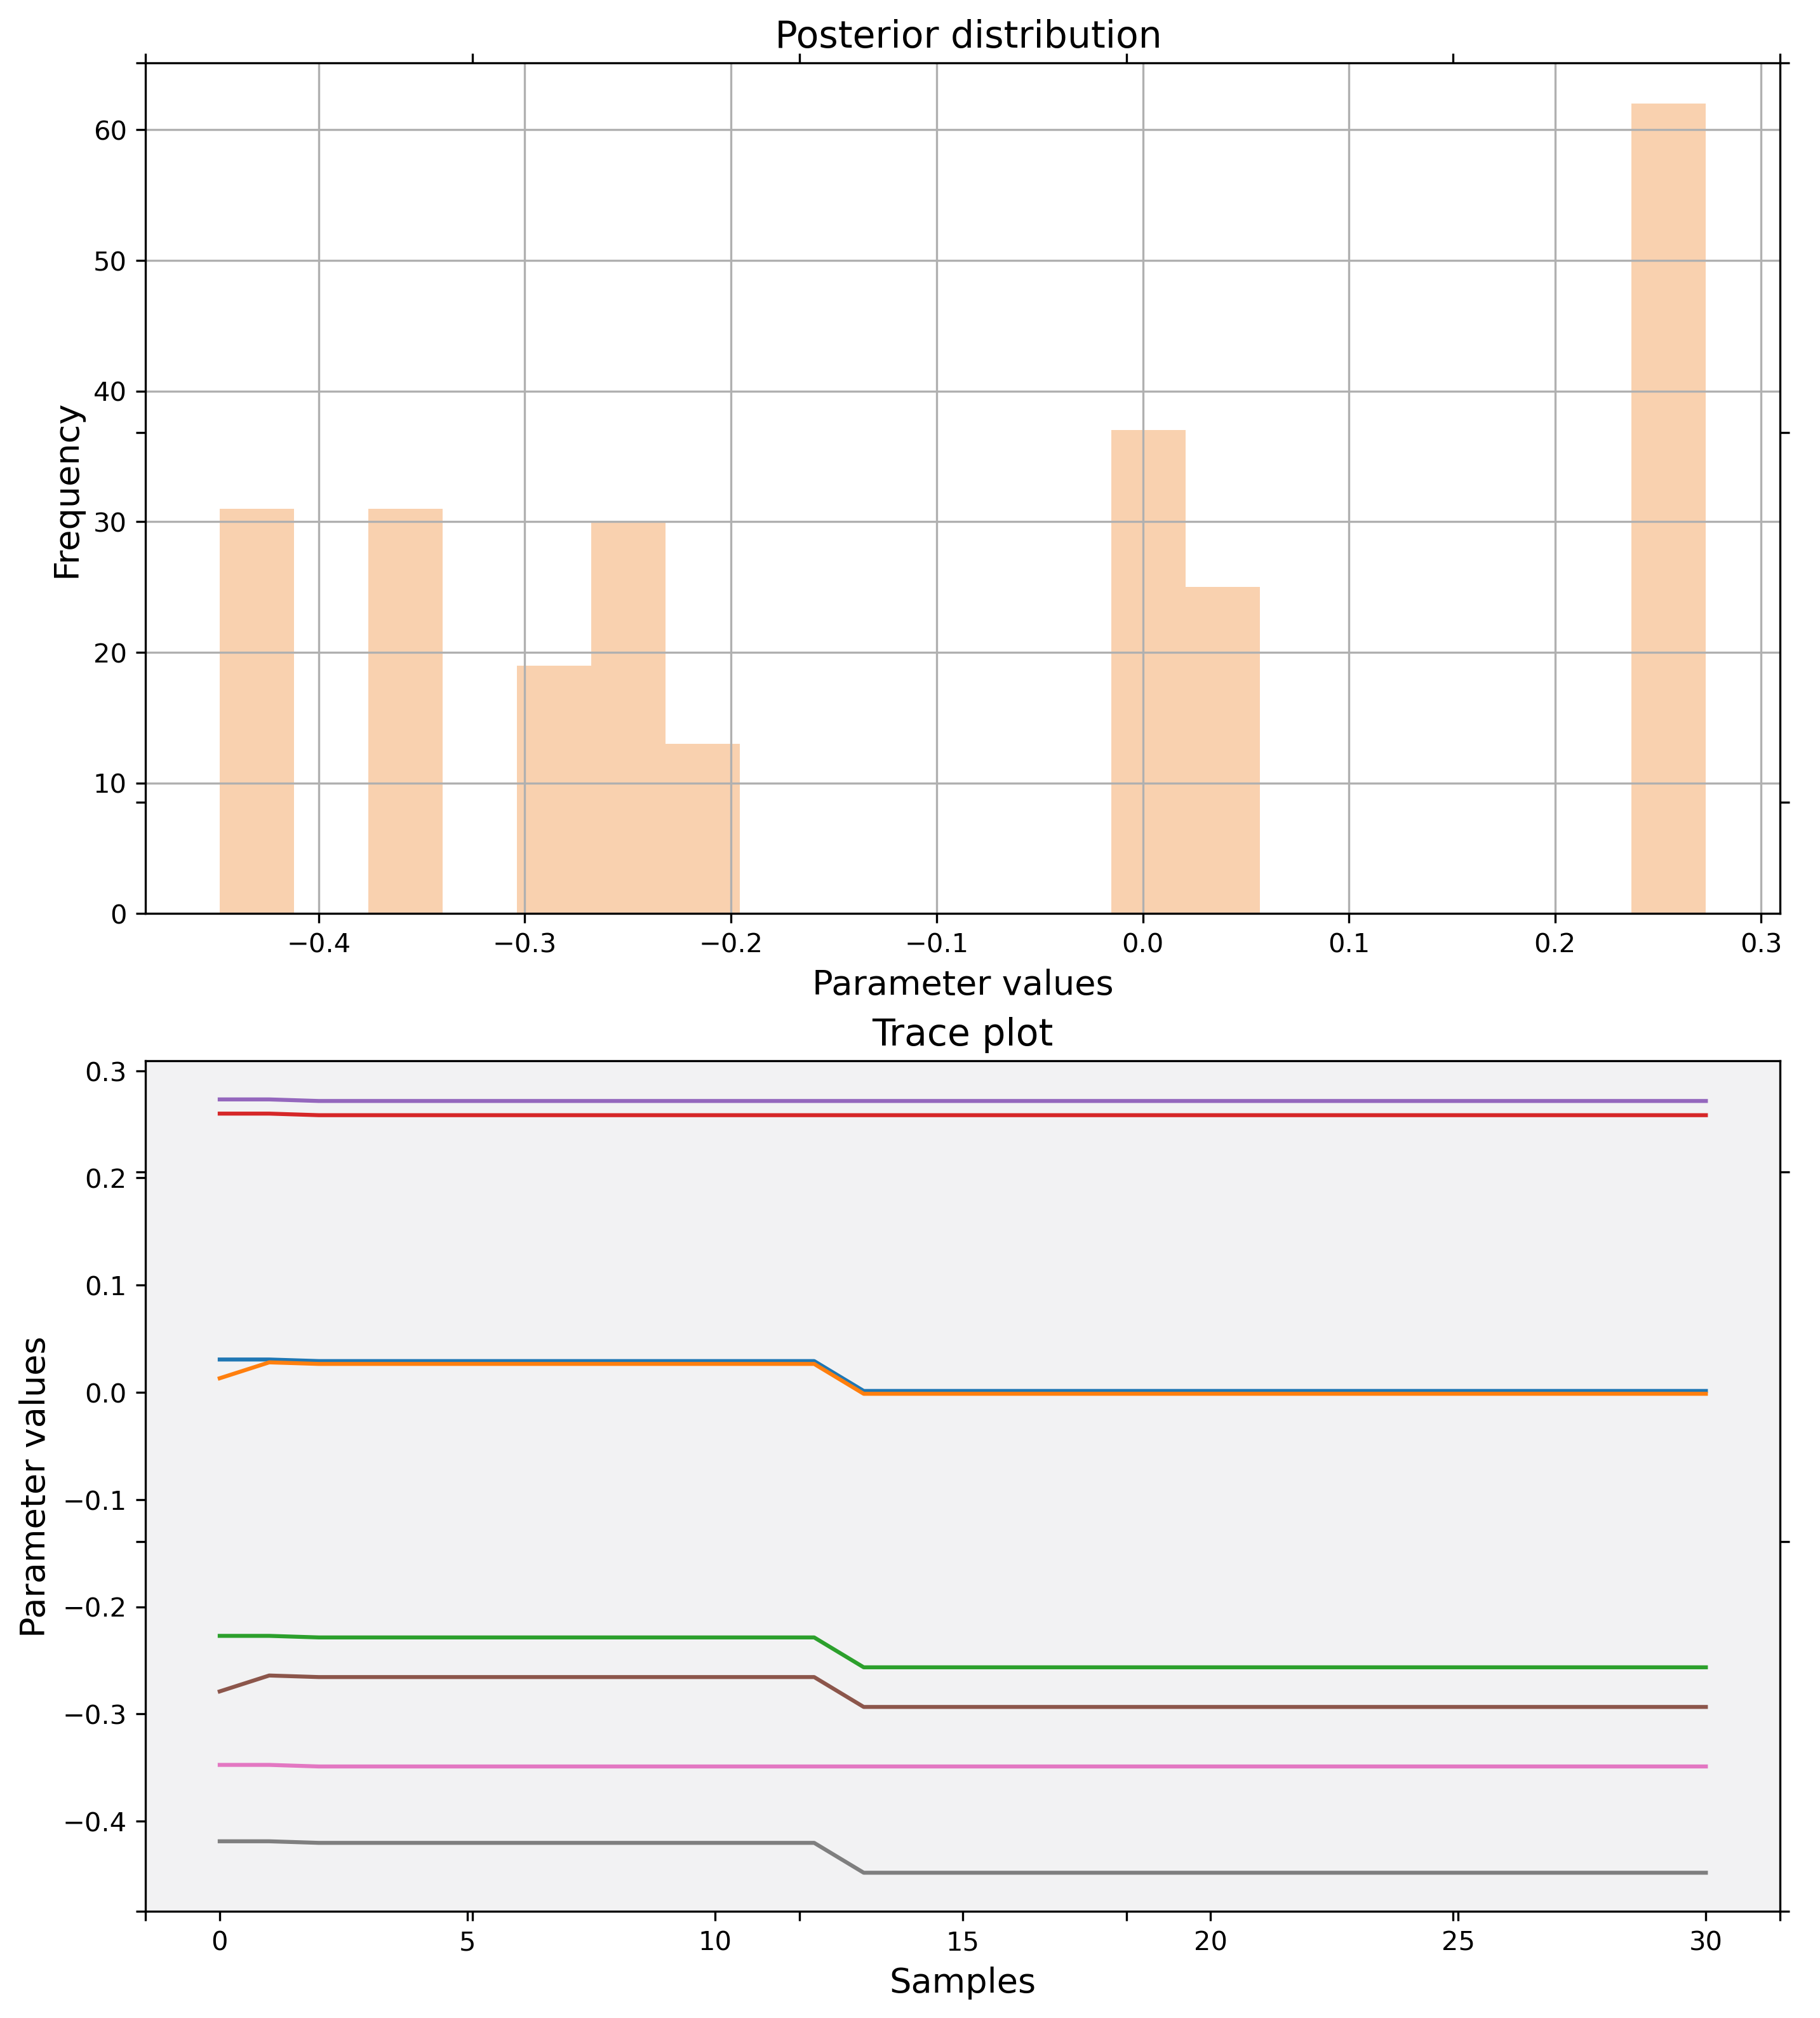 Posterior distribution
60
50
40
30
20
10
0
Frequency
−0.4 −0.3 −0.2 −0.1 0.0 0.1 0.2 0.3
Parameter values
Trace plot
0.3
0.2
0.1
0.0
−0.1
−0.2
−0.3
−0.4
Parameter values
0 5 10 15 20 25 30
Samples